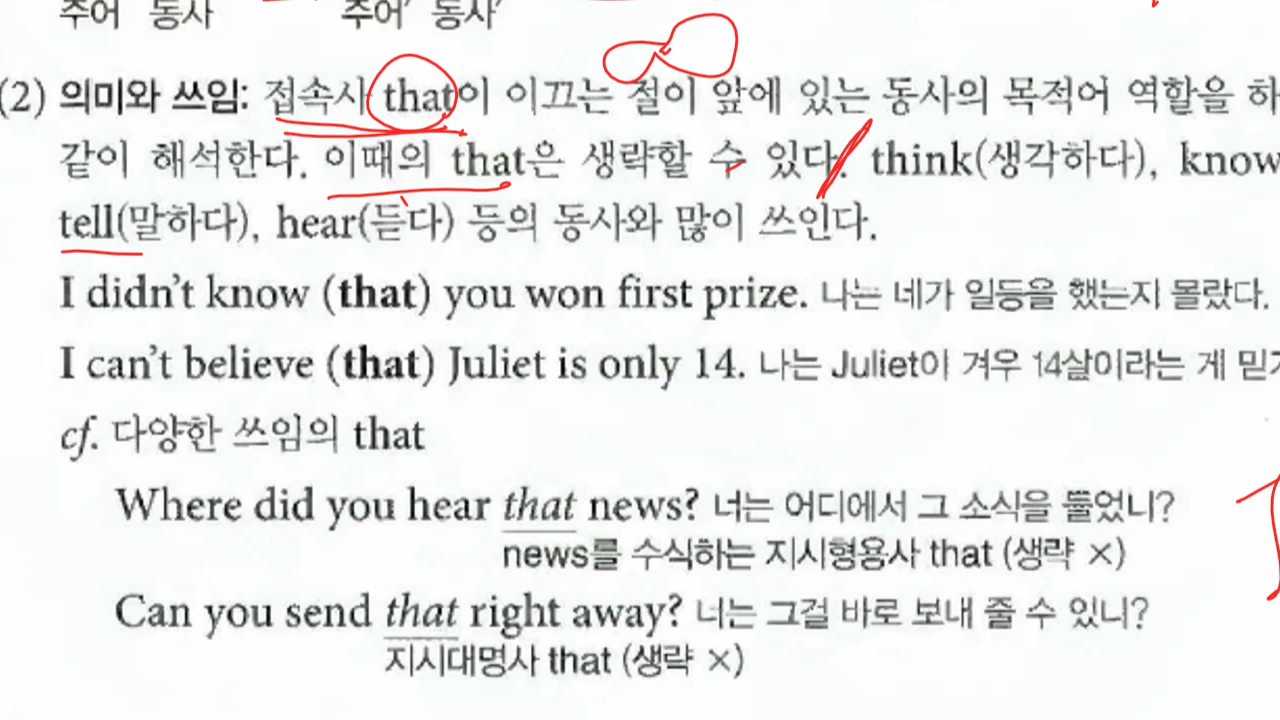 주어 동사 주어' 동사'
(2) 의미와 쓰임: 접속사 that이 이끄는 절이 앞에 있는 동사의 목적어 역할을 하
같이 해석한다. 이때의 that은 생략할 수 있다. think(생각하다), know
tell(말하다), hear(듣다) 등의 동사와 많이 쓰인다.
I didn't know (that) you won first prize. 나는 네가 일등을 했는지 몰랐다.
I can't believe (that) Juliet is only 14. 나는 Juliet이 겨우 14살이라는 게 믿기
cf. 다양한 쓰임의 that
Where did you hear that news? 너는 어디에서 그 소식을 들었니?
news를 수식하는 지시형용사 that (생략 ×)
Can you send that right away? 너는 그걸 바로 보내 줄 수 있니?
지시대명사 that (생략 ×)